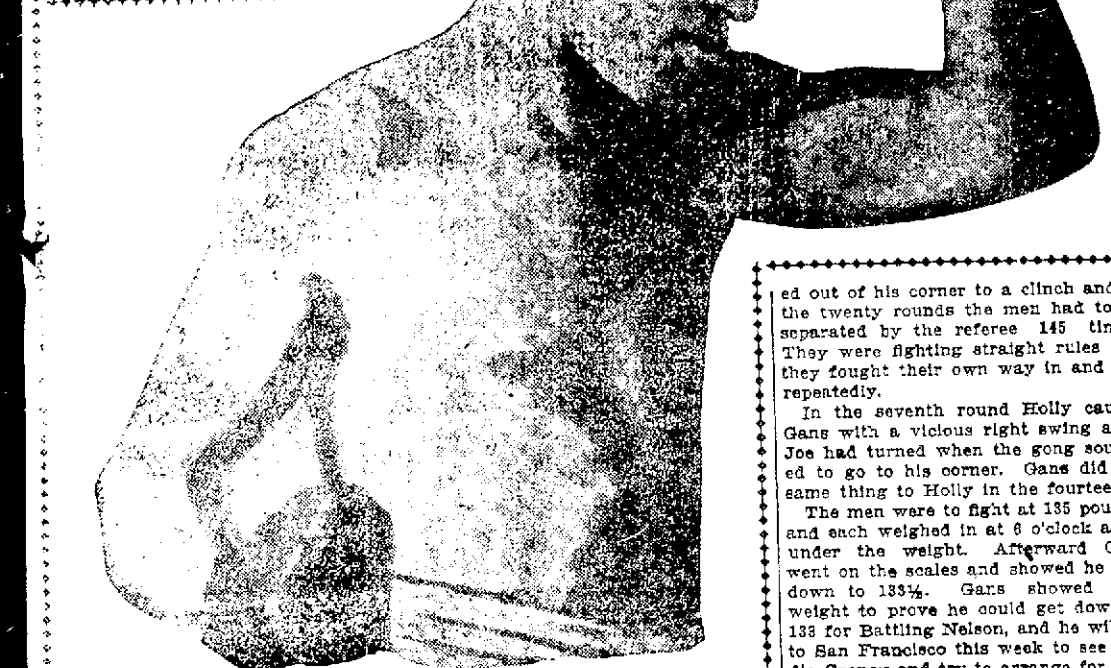 ed out of his corner to a clinch and
the twenty rounds the men had to
separated by the referee 145 tim
They were fighting straight rules
they fought their own way in and
repeatedly.
In the seventh round Holly cau
Gans with a vicious right swing a
Joe had turned when the gong sou
ed to go to his corner. Gans did
same thing to Holly in the fourtee
The men were to fight at 135 pou
and each weighed in at 6 o'clock a
under the weight. Afterward G
went on the scales and showed he
down to 133½. Gans showed
weight to prove he could get dow
133 for Battling Nelson, and he wi
to San Francisco this week to see
and try to arrange fo